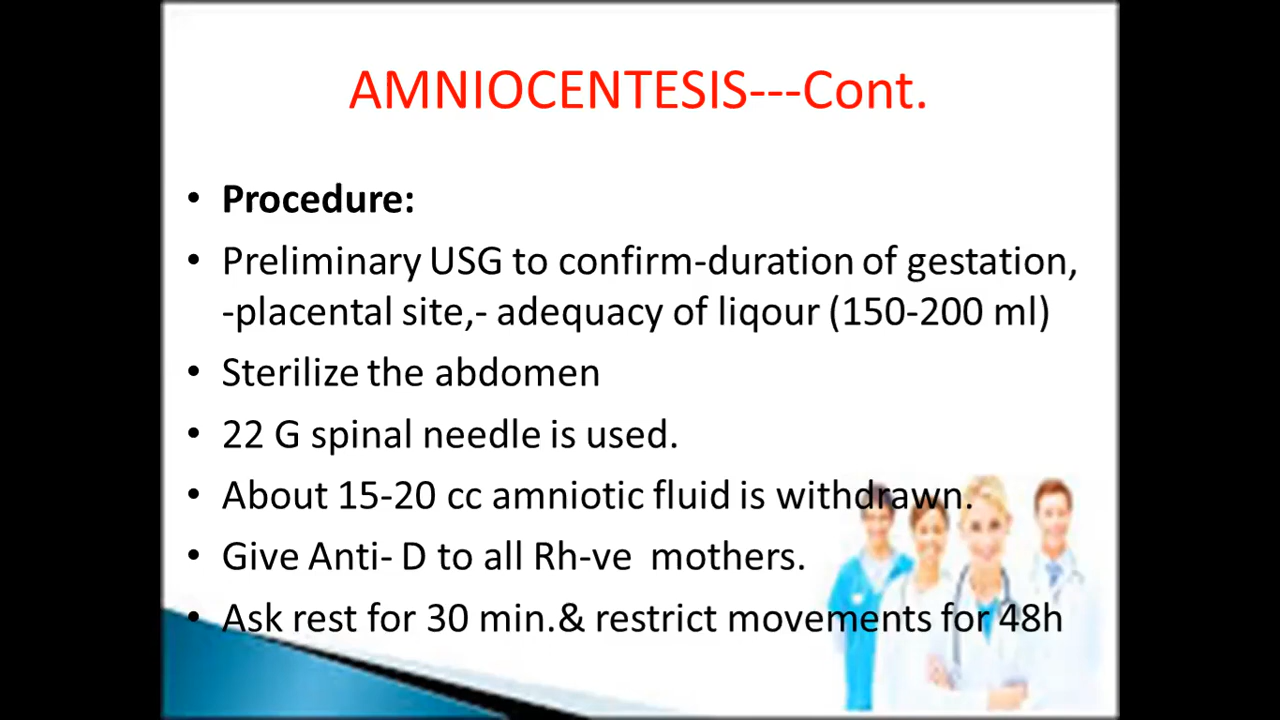 AMNIOCENTESIS---Cont.
• Procedure:
• Preliminary USG to confirm-duration of gestation,
-placental site,- adequacy of liqour (150-200 ml)
• Sterilize the abdomen
• 22 G spinal needle is used.
• About 15-20 cc amniotic fluid is withdrawn.
• Give Anti- D to all Rh-ve  mothers.
• Ask rest for 30 min.& restrict movements for 48h